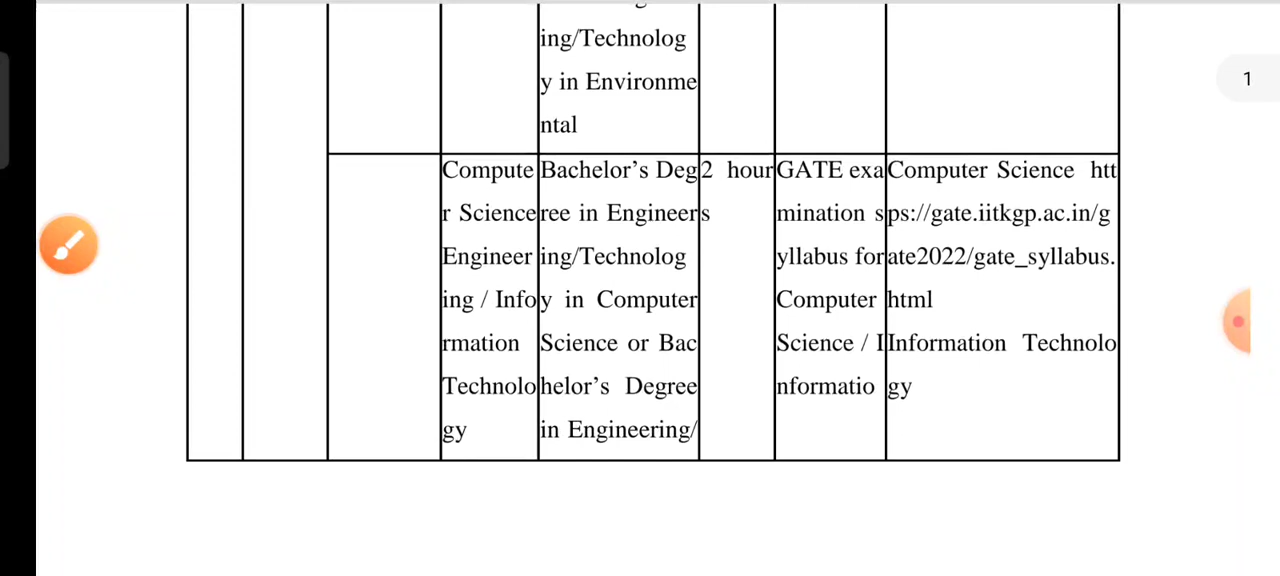 ing/Technolog
y in Environme
ntal
Compute
r Science
Engineer
ing / Info
rmation
Technolo
gy
Bachelor’s Deg
ree in Engineer
ing/Technolog
y in Computer
Science or Bac
helor’s Degree
in Engineering/
2 hour
s
GATE exa
mination s
yllabus for
Computer
Science / I
nformatio
Computer Science htt
ps://gate.iitkgp.ac.in/g
ate2022/gate_syllabus.
html
Information Technolo
gy
1